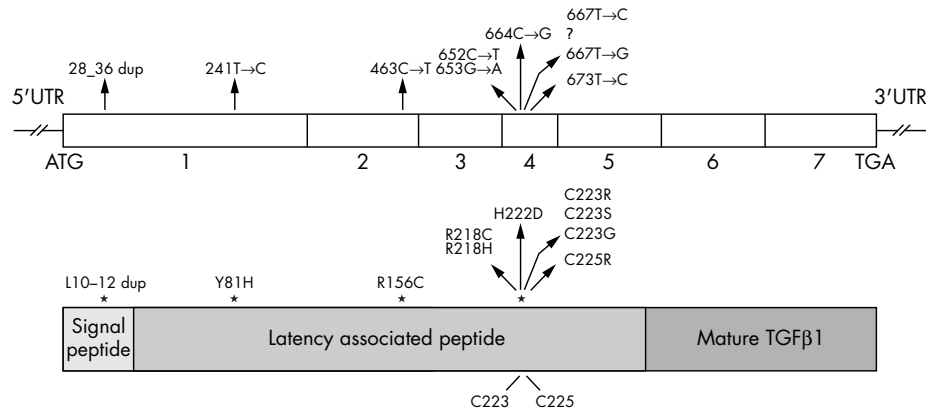 667T→C
664C→G ?
652C→T 667T→G
28_36 dup 241T→C 463C→T 653G→A 673T→C
5'UTR 3'UTR
ATG 1 2 3 4 5 6 7 TGA
C223R
H222D C223S
R218C C223G
R218H C225R
L10–12 dup Y81H R156C
Signal
peptide
Latency associated peptide
Mature TGFβ1
C223 C225